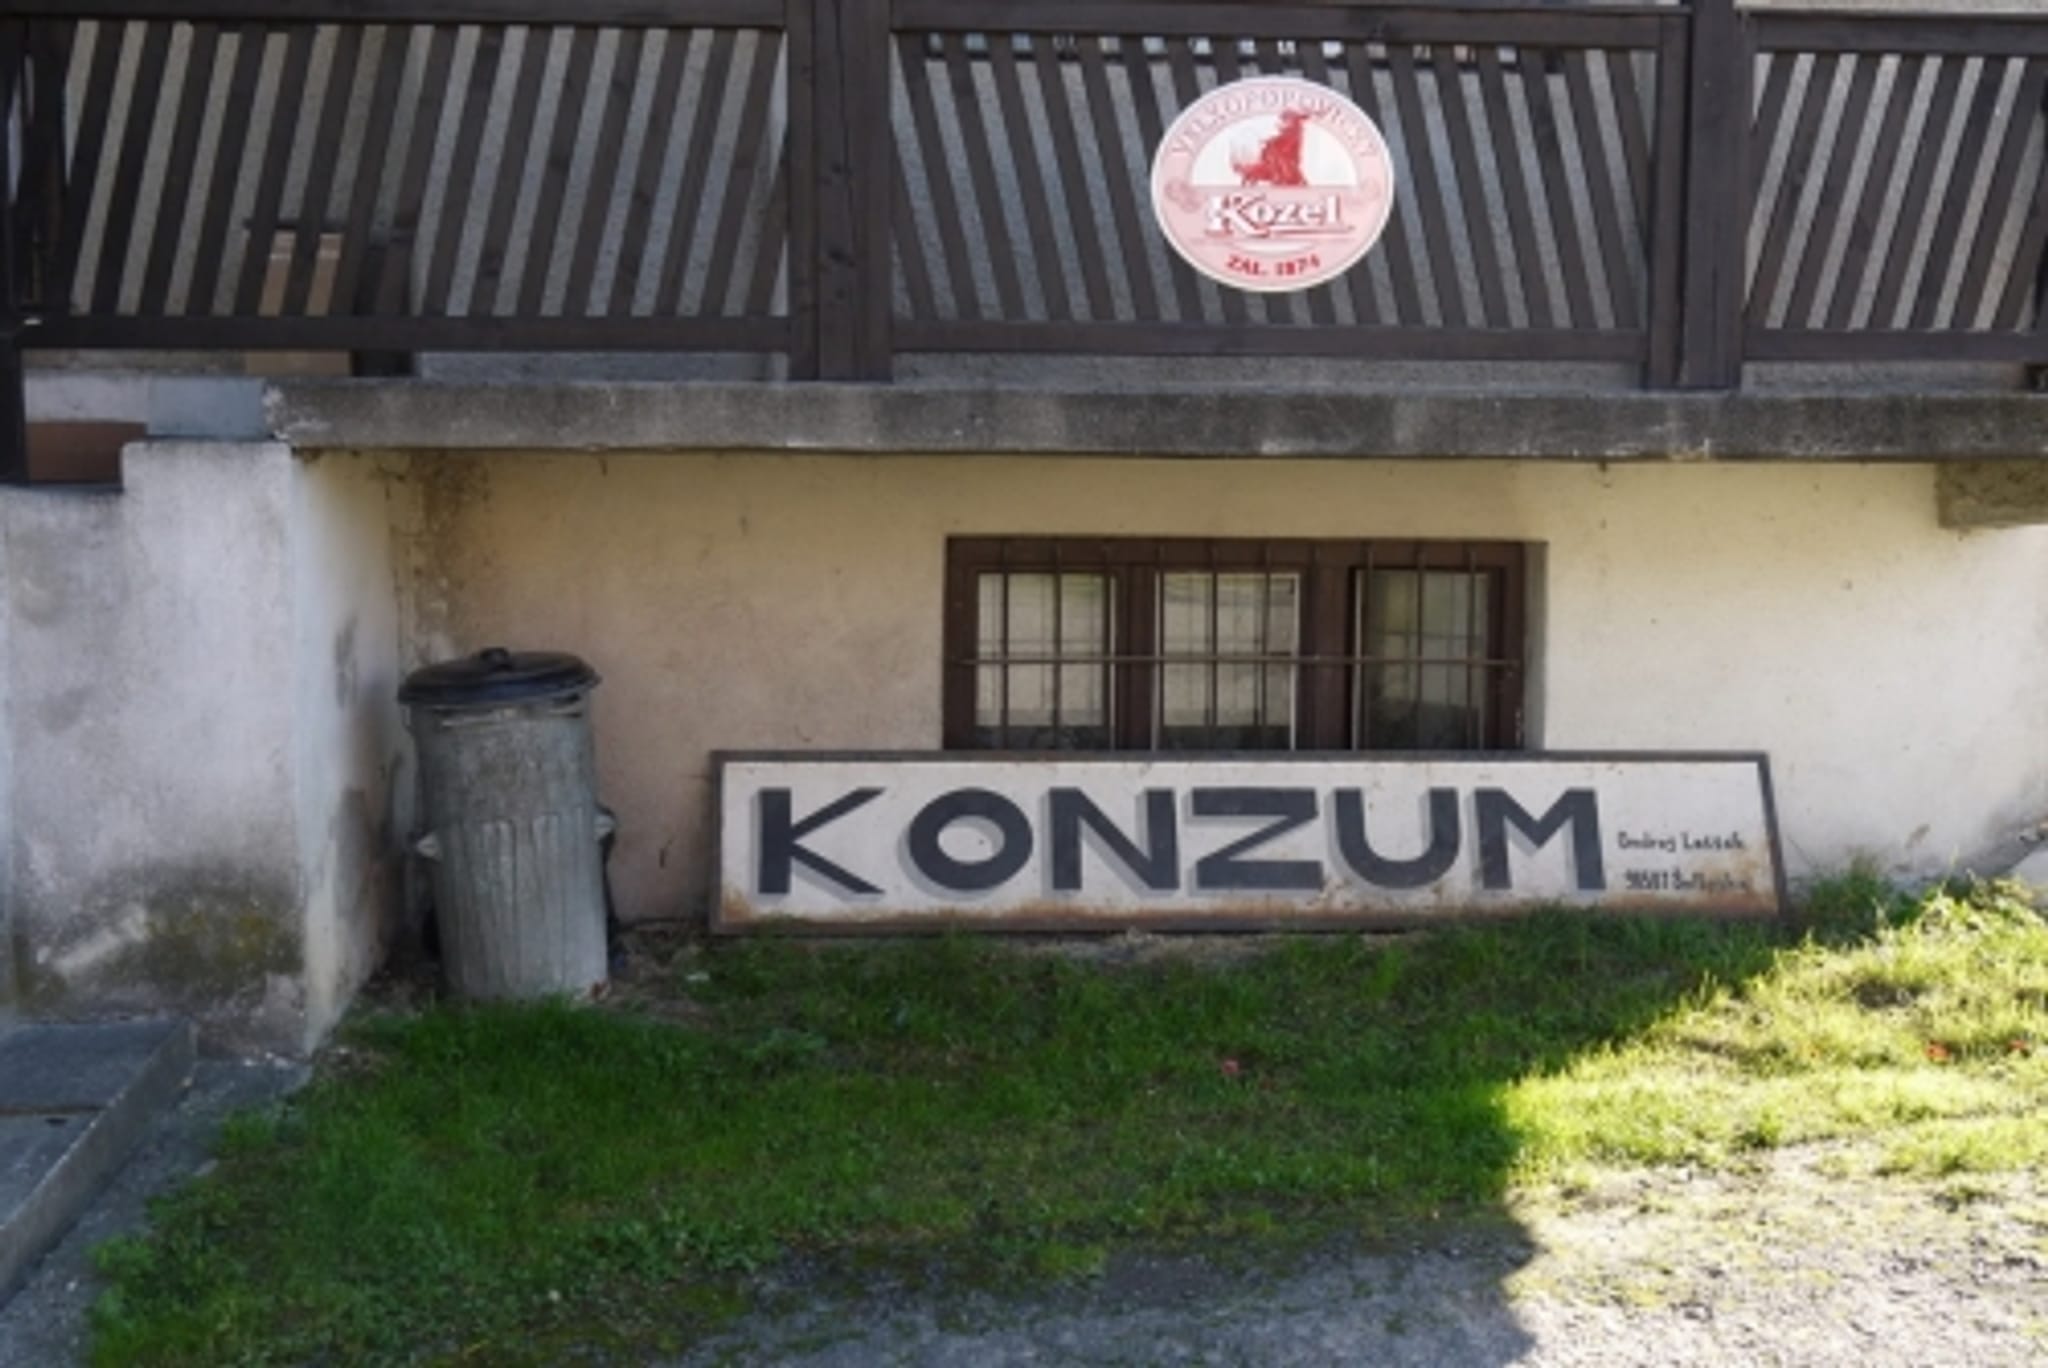 VELKOPOPOVICKÝ
Kozel
ZAL. 1874
KONZUM